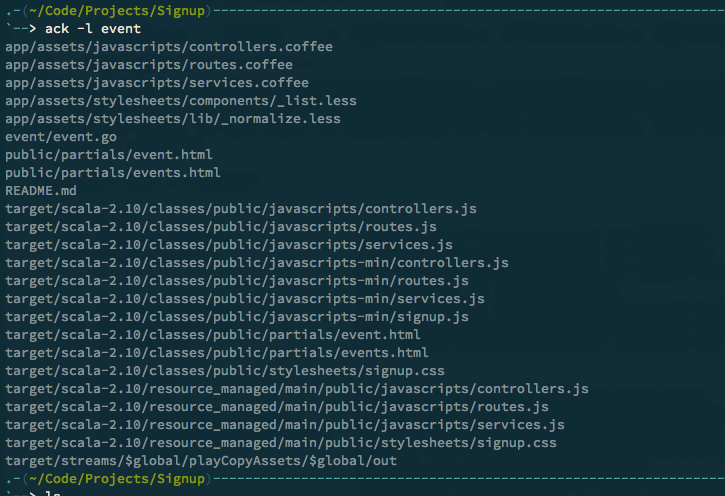 .-(~/Code/Projects/Signup)--------------------------------------------------------------
`--> ack -l event
app/assets/javascripts/controllers.coffee
app/assets/javascripts/routes.coffee
app/assets/javascripts/services.coffee
app/assets/stylesheets/components/_list.less
app/assets/stylesheets/lib/_normalize.less
event/event.go
public/partials/event.html
public/partials/events.html
README.md
target/scala-2.10/classes/public/javascripts/controllers.js
target/scala-2.10/classes/public/javascripts/routes.js
target/scala-2.10/classes/public/javascripts/services.js
target/scala-2.10/classes/public/javascripts-min/controllers.js
target/scala-2.10/classes/public/javascripts-min/routes.js
target/scala-2.10/classes/public/javascripts-min/services.js
target/scala-2.10/classes/public/javascripts-min/signup.js
target/scala-2.10/classes/public/partials/event.html
target/scala-2.10/classes/public/partials/events.html
target/scala-2.10/classes/public/stylesheets/signup.css
target/scala-2.10/resource_managed/main/public/javascripts/controllers.js
target/scala-2.10/resource_managed/main/public/javascripts/routes.js
target/scala-2.10/resource_managed/main/public/javascripts/services.js
target/scala-2.10/resource_managed/main/public/stylesheets/signup.css
target/streams/$global/playCopyAssets/$global/out
.-(~/Code/Projects/Signup)--------------------------------------------------------------
`-->